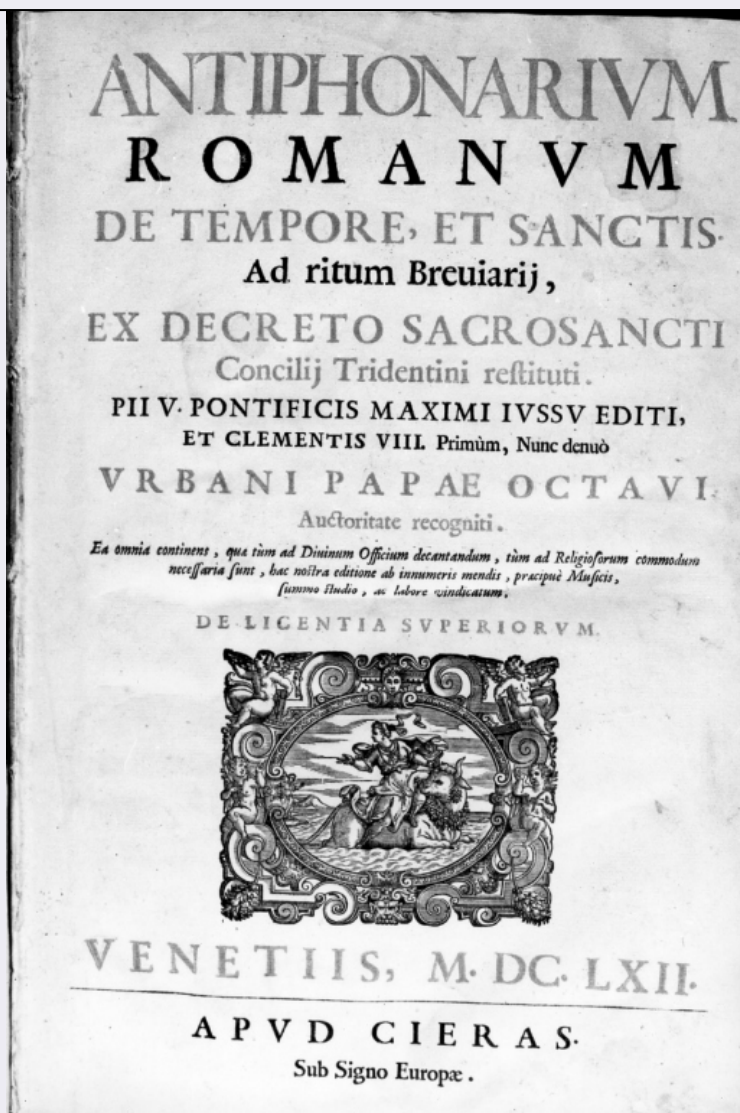 ANTIPHONARIVM
ROMANVM
DE TEMPORE, ET SANCTIS.
Ad ritum Breuiarij,
EX DECRETO SACROSANCTI
Concilij Tridentini reſtituti.
PII V. PONTIFICIS MAXIMI IVSSV EDITI,
ET CLEMENTIS VIII. Primùm, Nunc denuò
VRBANI PAPAE OCTAVI
Auctoritate recogniti.
Ea omnia continens, quæ tùm ad Diuinum Officium decantandum, tùm ad Religioſorum commodum
neceſſaria ſunt, hac noſtra editione ab innumeris mendis, præcipuè Muſicis,
ſummo ſtudio, ac labore vindicatum.
DE LICENTIA SVPERIORVM.
VENETIIS, M. DC. LXII.
APVD CIERAS.
Sub Signo Europæ.